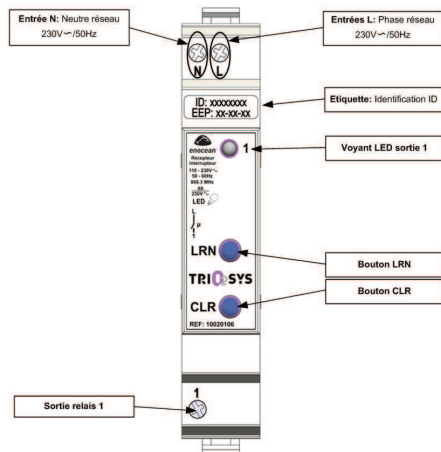 Entrée N: Neutre réseau
230V~/50Hz
Entrées L: Phase réseau
230V~/50Hz
N L
ID: xxxxxxxx
EEP: xx-xx-xx
Etiquette: Identification ID
enocean
1
Voyant LED sortie 1
Récepteur
Interrupteur
110 - 230V~
50 - 60Hz
868.3 MHz
230V~
LED
L
μ
1
LRN
Bouton LRN
TRIO2SYS
CLR
Bouton CLR
REF: 10020106
1
Sortie relais 1